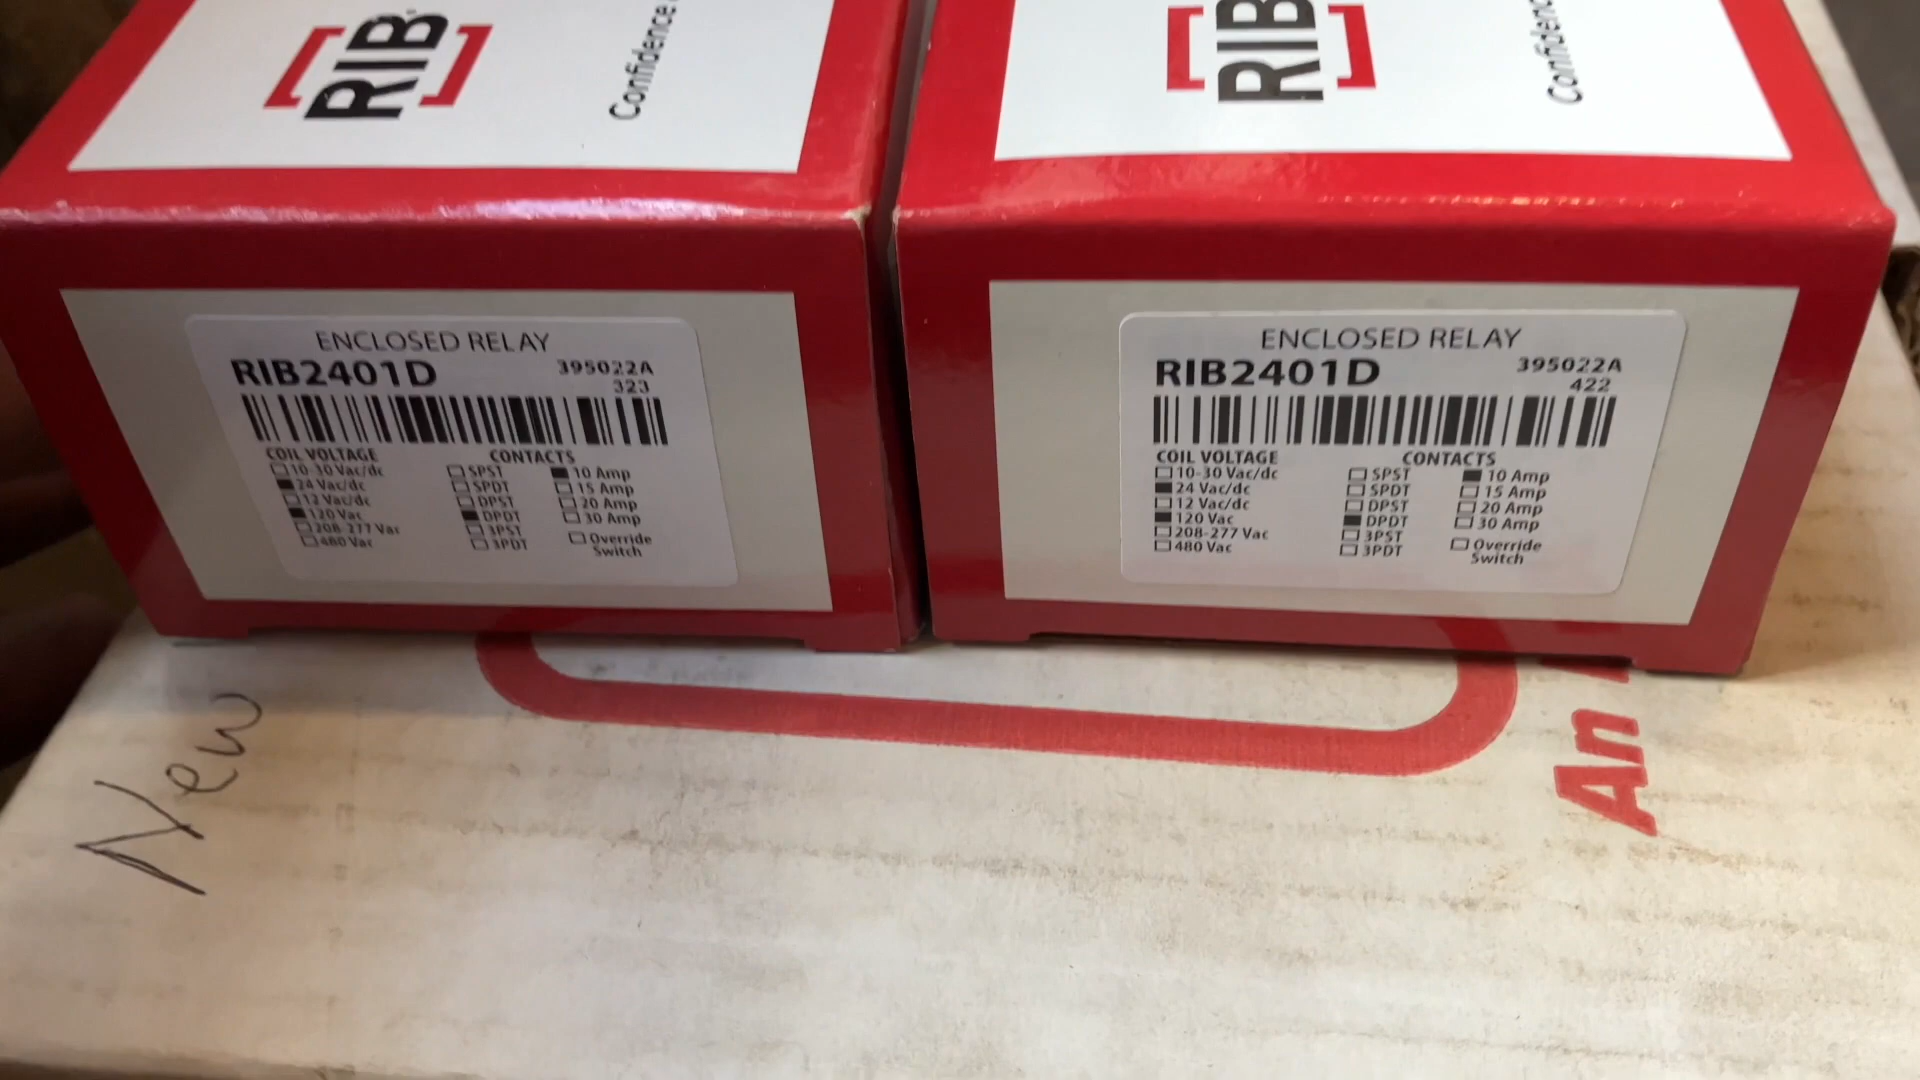 [RIB]
Confidence
ENCLOSED RELAY
RIB2401D 395022A
323
COIL VOLTAGE CONTACTS
10-30 Vac/dc SPST 10 Amp
24 Vac/dc SPDT 15 Amp
12 Vac/dc DPST 20 Amp
120 Vac DPDT 30 Amp
208-277 Vac 3PST Override
480 Vac 3PDT Switch
[RIB]
Confidence
ENCLOSED RELAY
RIB2401D 395022A
422
COIL VOLTAGE CONTACTS
10-30 Vac/dc SPST 10 Amp
24 Vac/dc SPDT 15 Amp
12 Vac/dc DPST 20 Amp
120 Vac DPDT 30 Amp
208-277 Vac 3PST Override
480 Vac 3PDT Switch
New
An